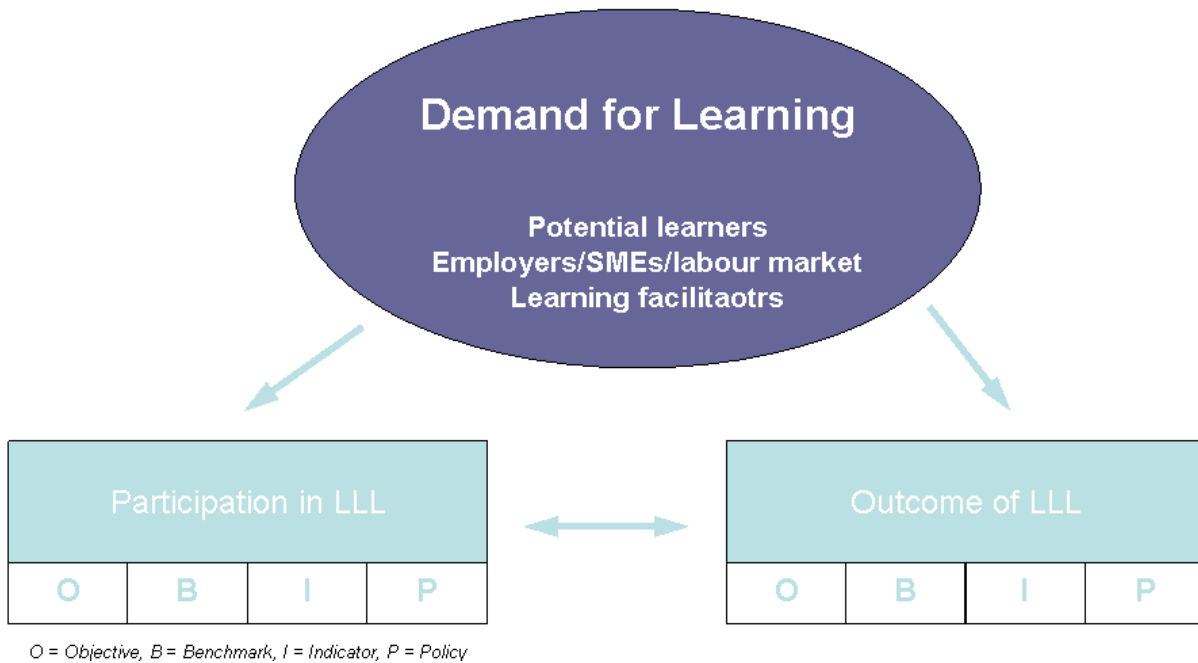 Demand for Learning
Potential learners
Employers/SMEs/labour market
Learning facilitaotrs
Participation in LLL
Outcome of LLL
O B I P
O B I P
O = Objective, B = Benchmark, I = Indicator, P = Policy